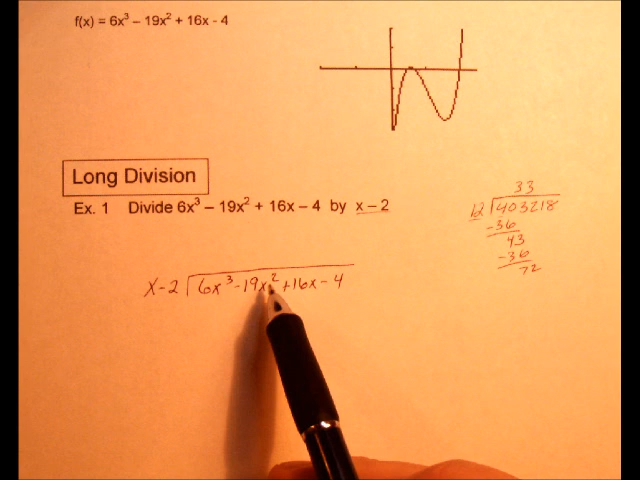 f(x) = 6x³ – 19x² + 16x - 4
Long Division
Ex. 1 Divide 6x³ – 19x² + 16x – 4 by x – 2
33
12 403218
-36
43
-36
72
x-2 6x³-19x²+16x-4